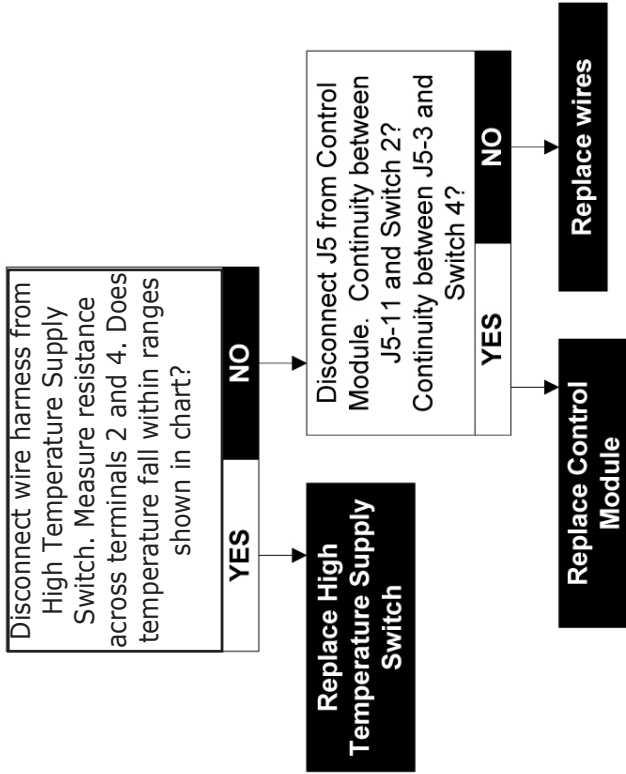 Disconnect wire harness from
High Temperature Supply
Switch. Measure resistance
across terminals 2 and 4. Does
temperature fall within ranges
shown in chart?
YES
NO
Replace High
Temperature Supply
Switch
Disconnect J5 from Control
Module. Continuity between
J5-11 and Switch 2?
Continuity between J5-3 and
Switch 4?
YES
NO
Replace Control
Module
Replace wires